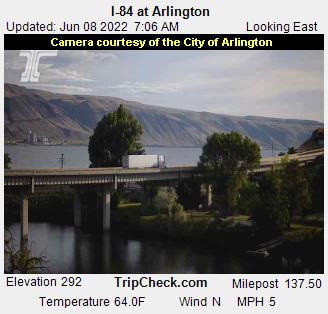 I-84 at Arlington
Updated: Jun 08 2022 7:06 AM Looking East
Camera courtesy of the City of Arlington
Elevation 292 TripCheck.com Milepost 137.50
Temperature 64.0F Wind N MPH 5